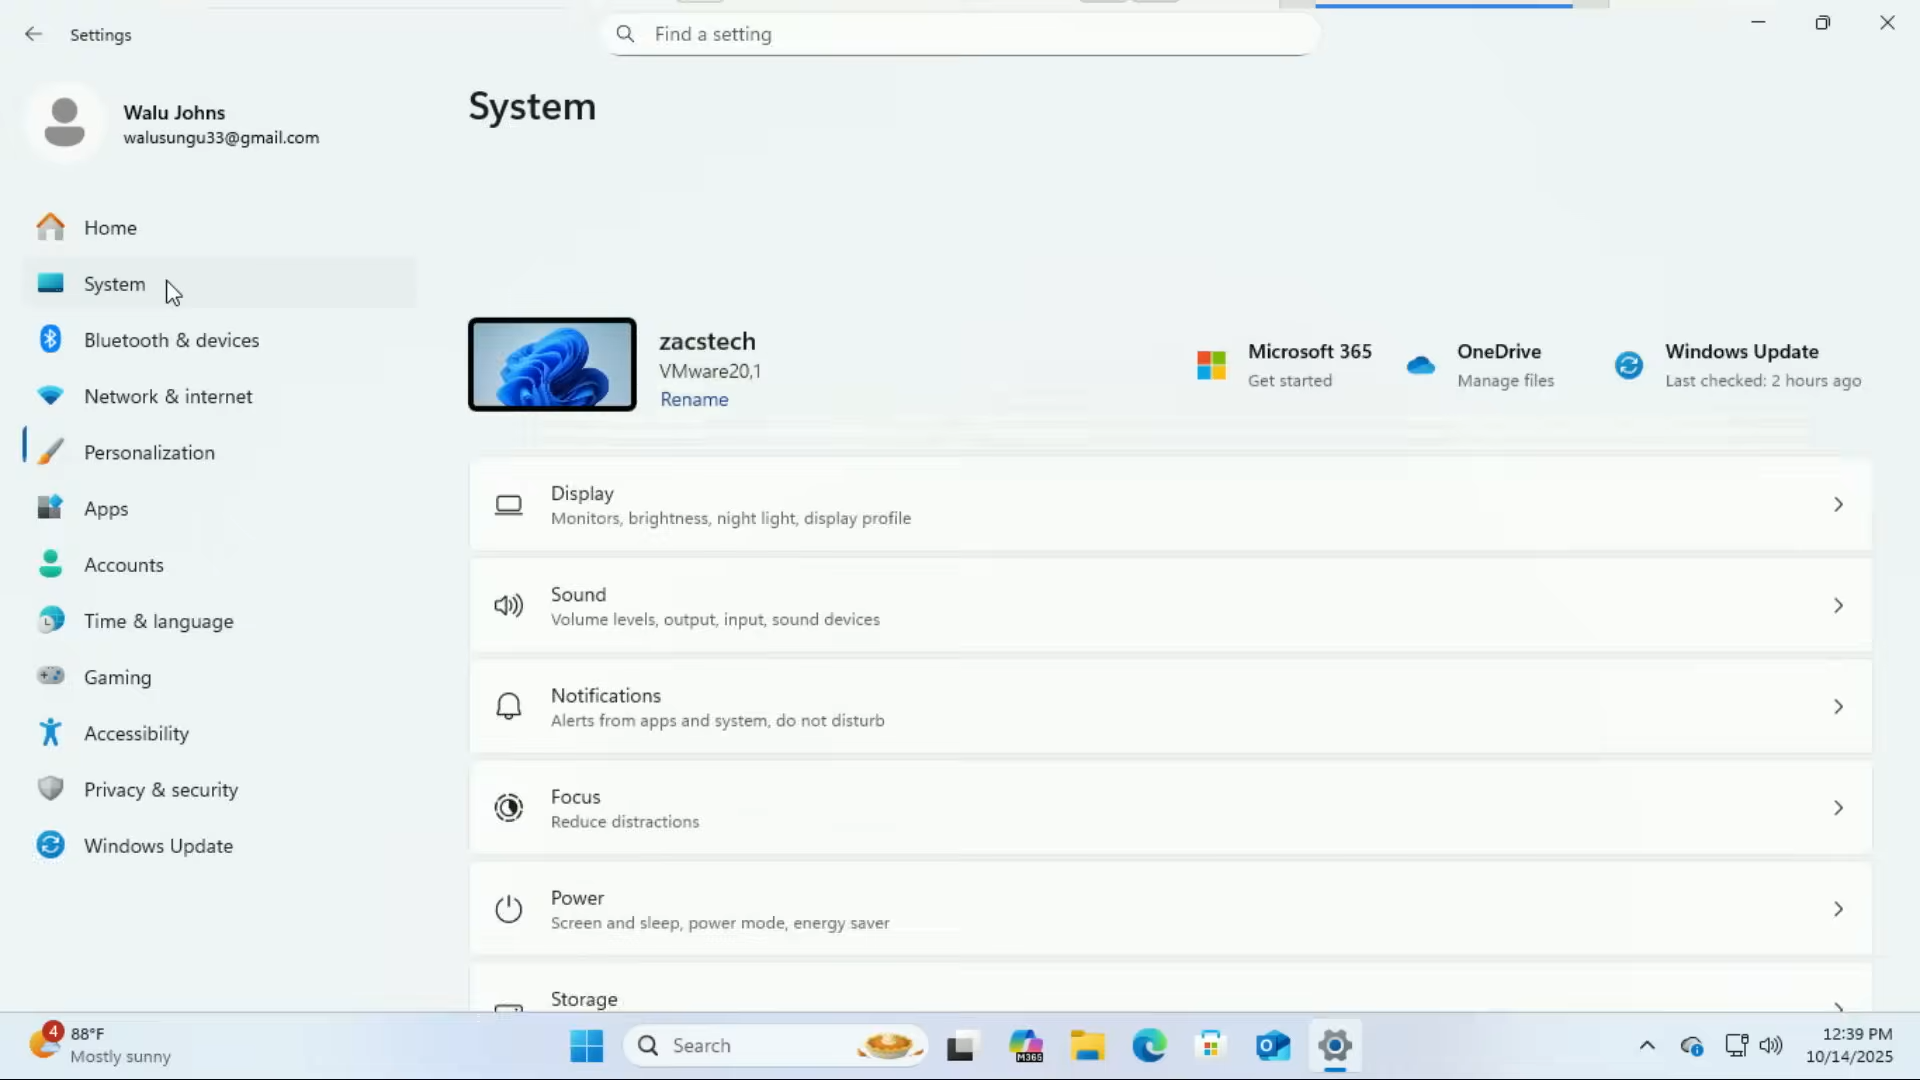 Settings
Find a setting
Walu Johns
walusungu33@gmail.com
Home
System
Bluetooth & devices
Network & internet
Personalization
Apps
Accounts
Time & language
Gaming
Accessibility
Privacy & security
Windows Update
System
zacstech
VMware20,1
Rename
Microsoft 365
Get started
OneDrive
Manage files
Windows Update
Last checked: 2 hours ago
Display
Monitors, brightness, night light, display profile
Sound
Volume levels, output, input, sound devices
Notifications
Alerts from apps and system, do not disturb
Focus
Reduce distractions
Power
Screen and sleep, power mode, energy saver
Storage
4
88°F
Mostly sunny
Search
M365
12:39 PM
10/14/2025